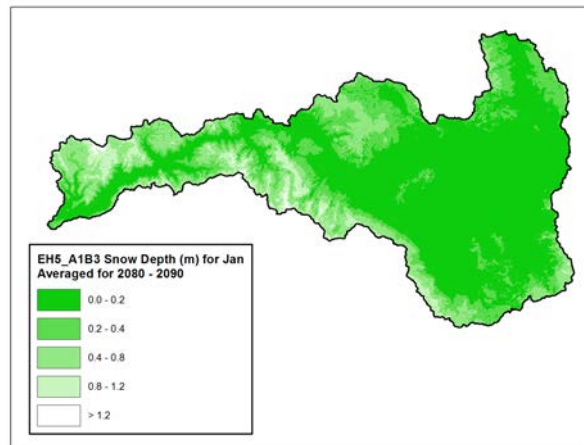 EH5_A1B3 Snow Depth (m) for Jan
Averaged for 2080 - 2090
0.0 - 0.2
0.2 - 0.4
0.4 - 0.8
0.8 - 1.2
> 1.2